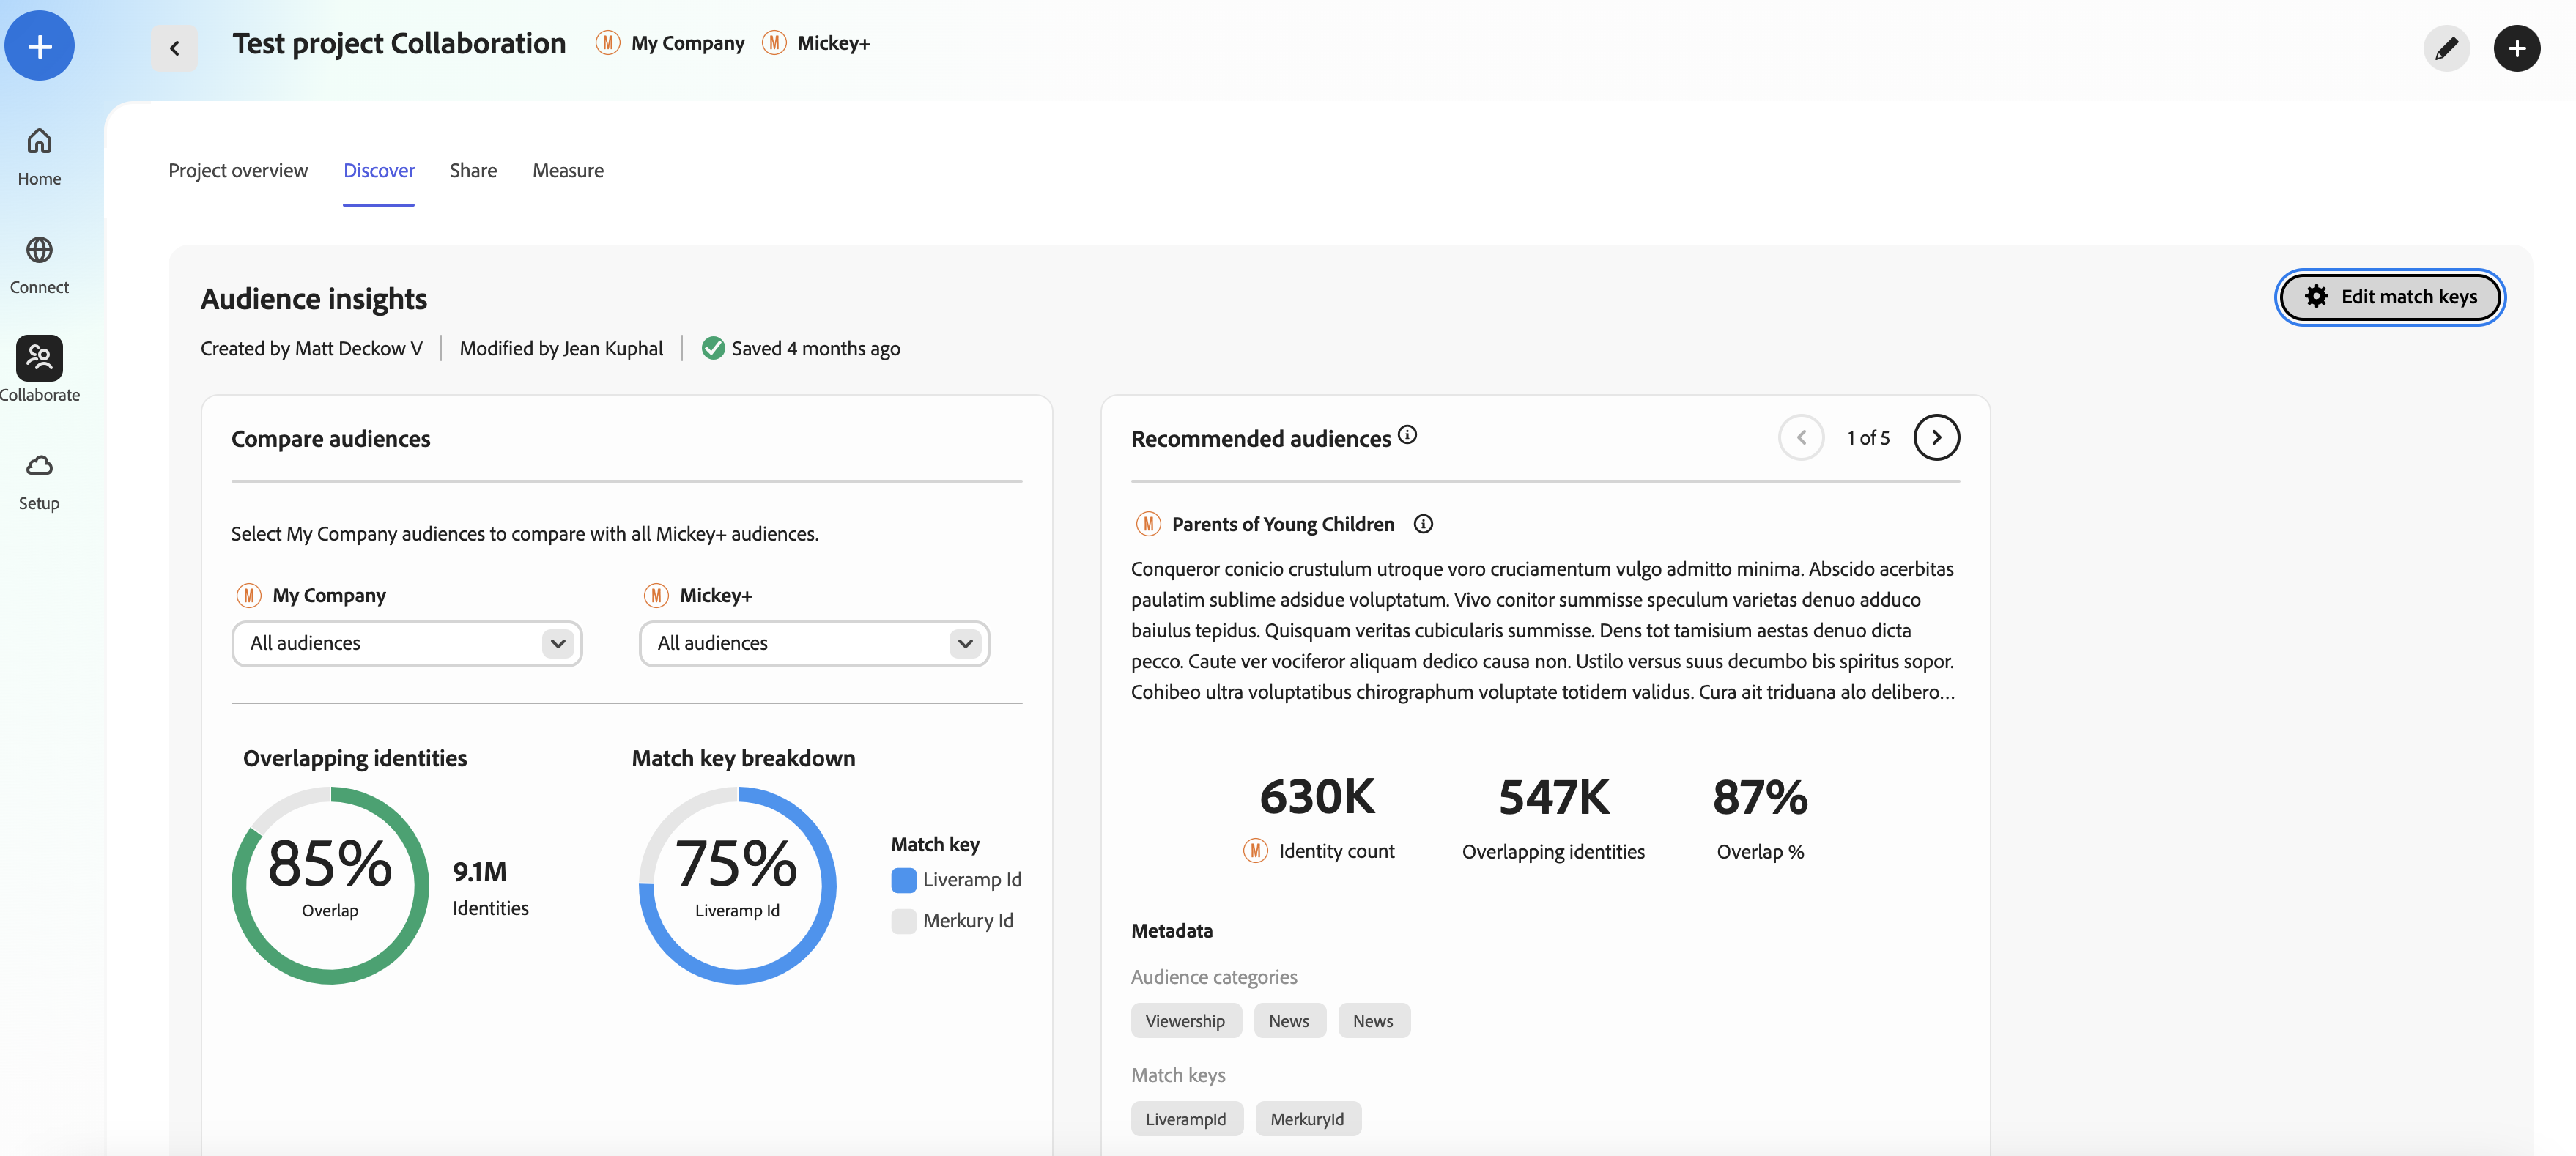 Test project Collaboration
M My Company
M Mickey+
Home
Connect
Collaborate
Setup
Project overview
Discover
Share
Measure
Audience insights
Edit match keys
Created by Matt Deckow V
Modified by Jean Kuphal
Saved 4 months ago
Compare audiences
Select My Company audiences to compare with all Mickey+ audiences.
M My Company
All audiences
M Mickey+
All audiences
Overlapping identities
85%
Overlap
9.1M
Identities
Match key breakdown
75%
Liveramp Id
Match key
Liveramp Id
Merkury Id
Recommended audiences
1 of 5
M Parents of Young Children
Conqueror conicio crustulum utroque voro cruciamentum vulgo admitto minima. Abscido acerbitas
paulatim sublime adsidue voluptatum. Vivo conitor summisse speculum varietas denuo adduco
baiulus tepidus. Quisquam veritas cubicularis summisse. Dens tot tamisium aestas denuo dicta
pecco. Caute ver vociferor aliquam dedico causa non. Ustilo versus suus decumbo bis spiritus sopor.
Cohibeo ultra voluptatibus chirographum voluptate totidem validus. Cura ait triduana alo delibero...
630K
M Identity count
547K
Overlapping identities
87%
Overlap %
Metadata
Audience categories
Viewership
News
News
Match keys
LiverampId
MerkuryId